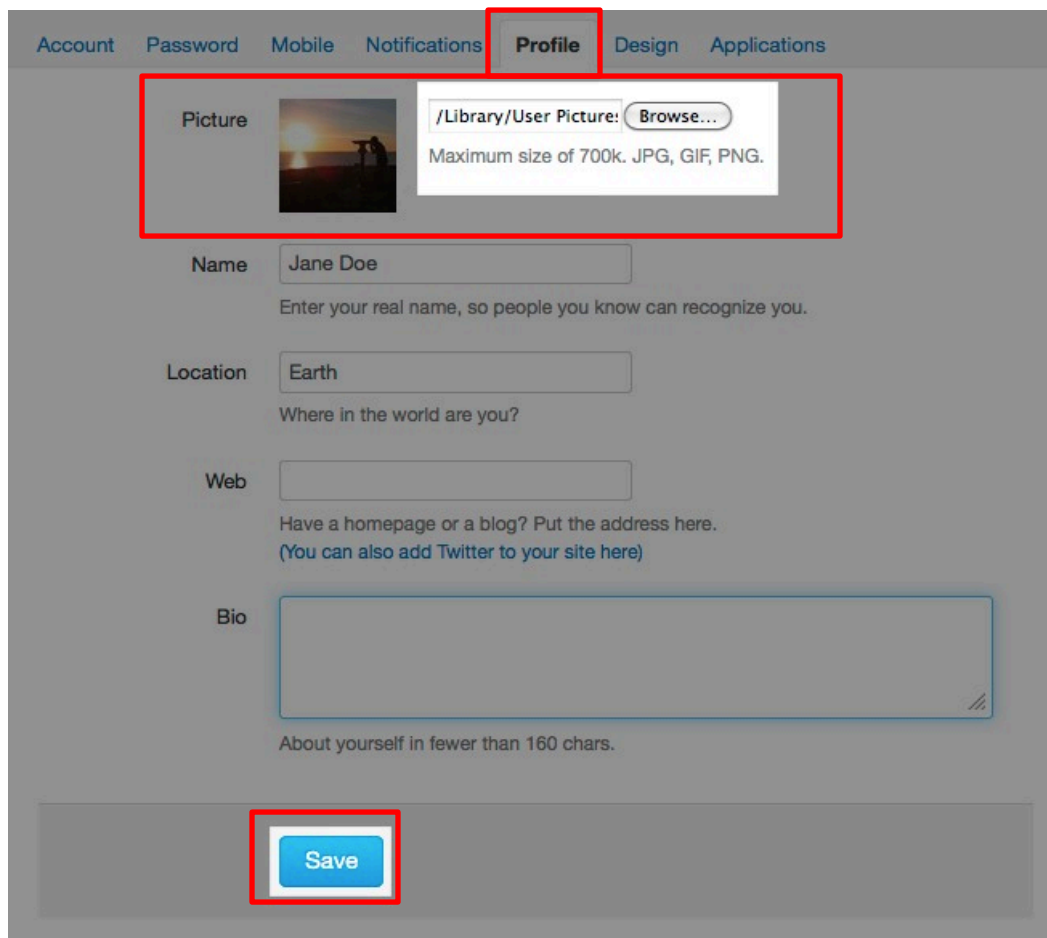 Account Password Mobile Notifications Profile Design Applications
Picture
/Library/User Pictures Browse...
Maximum size of 700k. JPG, GIF, PNG.
Name Jane Doe
Enter your real name, so people you know can recognize you.
Location Earth
Where in the world are you?
Web
Have a homepage or a blog? Put the address here.
(You can also add Twitter to your site here)
Bio
About yourself in fewer than 160 chars.
Save